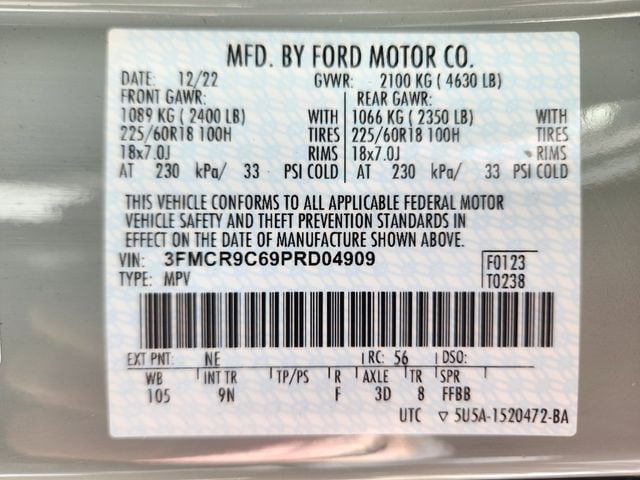 MFD. BY FORD MOTOR CO.
DATE: 12/22 GVWR: 2100 KG ( 4630 LB)
FRONT GAWR: REAR GAWR:
1089 KG ( 2400 LB) WITH 1066 KG ( 2350 LB) WITH
225/60R18 100H TIRES 225/60R18 100H TIRES
18x7.0J RIMS 18x7.0J RIMS
AT 230 kPa/ 33 PSI COLD AT 230 kPa/ 33 PSI COLD
THIS VEHICLE CONFORMS TO ALL APPLICABLE FEDERAL MOTOR
VEHICLE SAFETY AND THEFT PREVENTION STANDARDS IN
EFFECT ON THE DATE OF MANUFACTURE SHOWN ABOVE.
VIN: 3FMCR9C69PRD04909 F0123
TYPE: MPV T0238
EXT PNT: NE RC: 56 DSO:
WB INT TR TP/PS R AXLE TR SPR
105 9N F 3D 8 FFBB
UTC ▽ 5U5A-1520472-BA